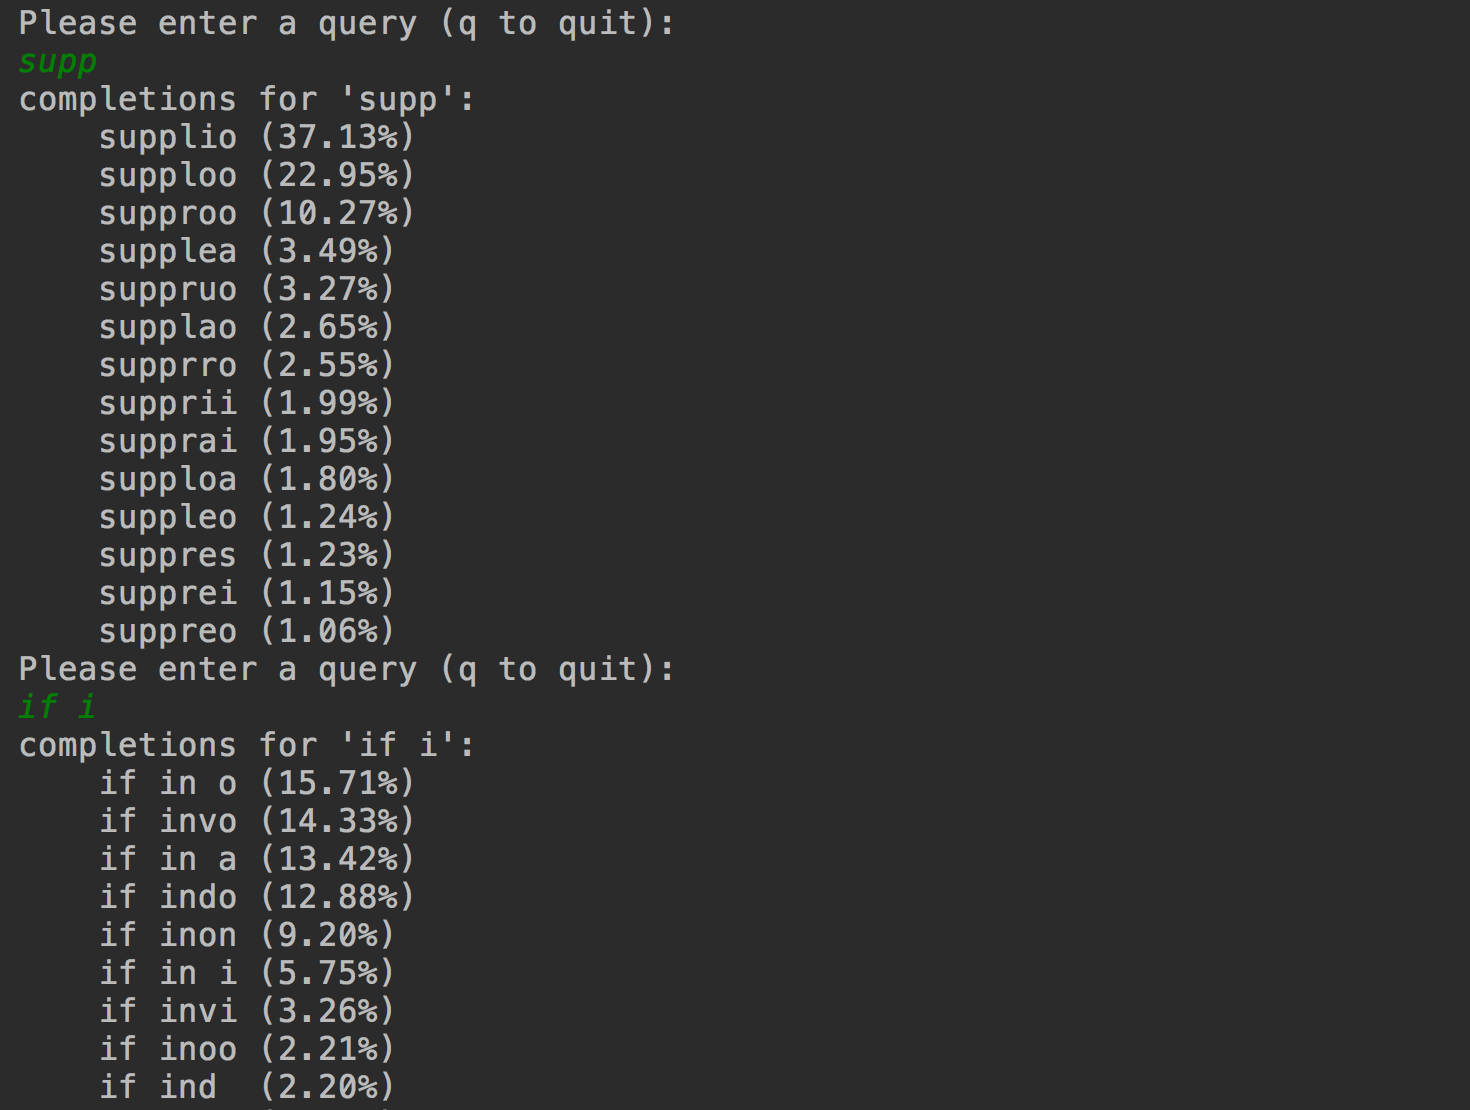 Please enter a query (q to quit):
supp
completions for 'supp':
    supplio (37.13%)
    supploo (22.95%)
    supproo (10.27%)
    supplea (3.49%)
    suppruo (3.27%)
    supplao (2.65%)
    supprro (2.55%)
    supprii (1.99%)
    supprai (1.95%)
    supploa (1.80%)
    suppleo (1.24%)
    suppres (1.23%)
    supprei (1.15%)
    suppreo (1.06%)
Please enter a query (q to quit):
if i
completions for 'if i':
    if in o (15.71%)
    if invo (14.33%)
    if in a (13.42%)
    if indo (12.88%)
    if inon (9.20%)
    if in i (5.75%)
    if invi (3.26%)
    if inoo (2.21%)
    if ind  (2.20%)